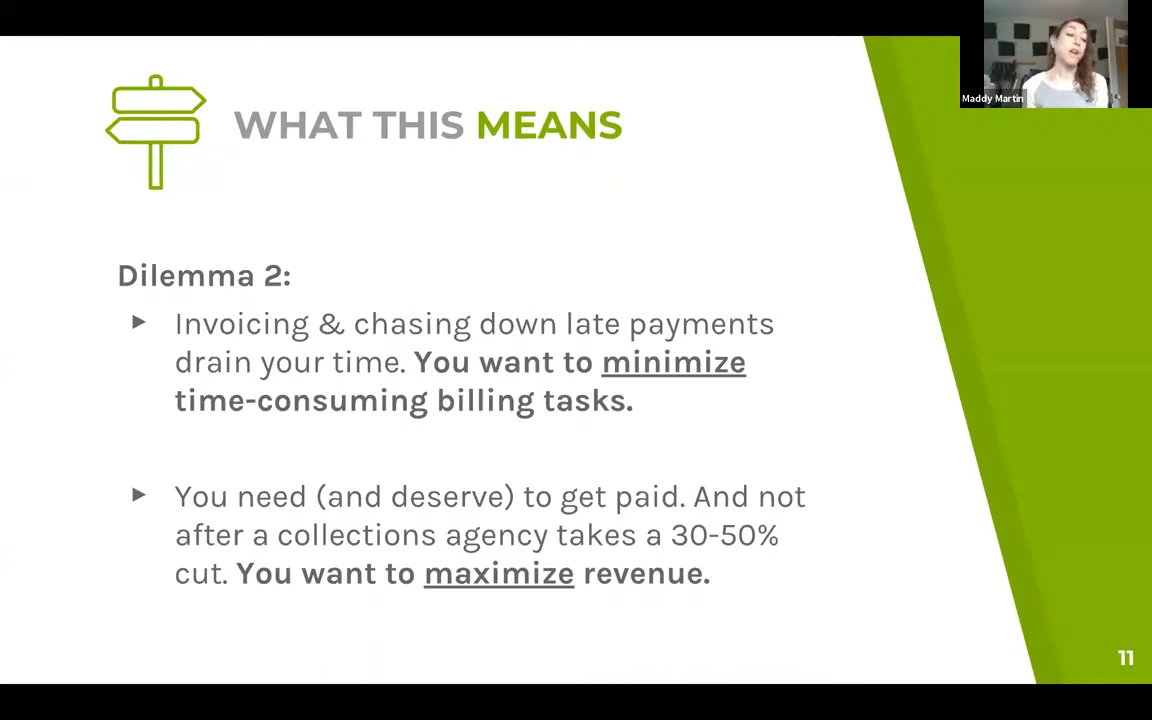 Maddy Martin
WHAT THIS MEANS
Dilemma 2:
▸ Invoicing & chasing down late payments
drain your time. You want to minimize
time-consuming billing tasks.
▸ You need (and deserve) to get paid. And not
after a collections agency takes a 30-50%
cut. You want to maximize revenue.
11